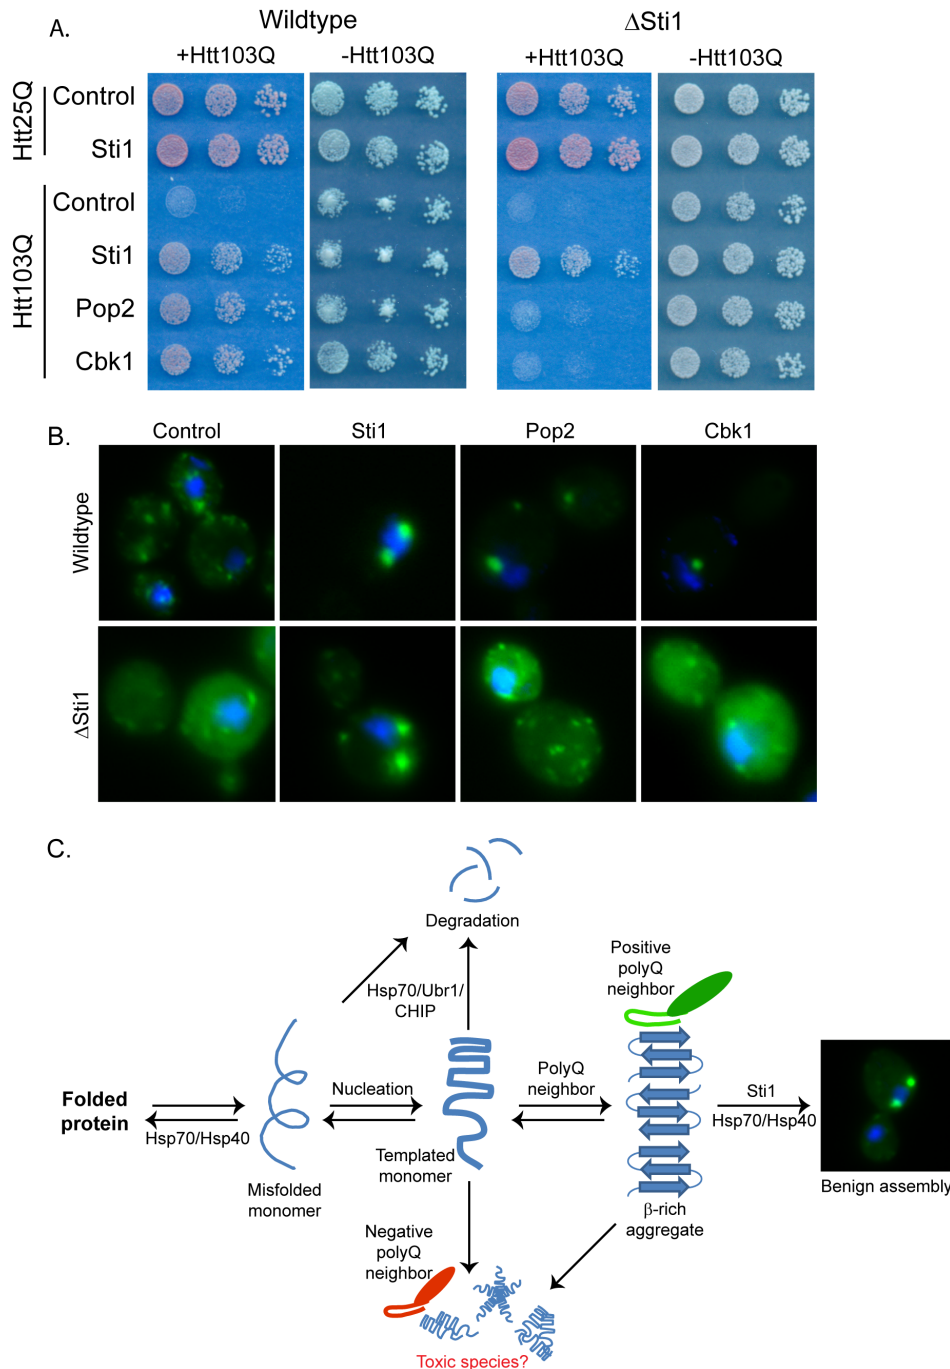 A.
Wildtype
ΔSti1
+Htt103Q
-Htt103Q
+Htt103Q
-Htt103Q
Htt25Q
Control
Sti1
Htt103Q
Control
Sti1
Pop2
Cbk1
B.
Control
Sti1
Pop2
Cbk1
Wildtype
ΔSti1
C.
Degradation
Positive
polyQ
neighbor
Hsp70/Ubr1/
CHIP
Folded
protein
Hsp70/Hsp40
Nucleation
PolyQ
neighbor
Sti1
Hsp70/Hsp40
Misfolded
monomer
Templated
monomer
β-rich
aggregate
Benign assembly
Negative
polyQ
neighbor
Toxic species?